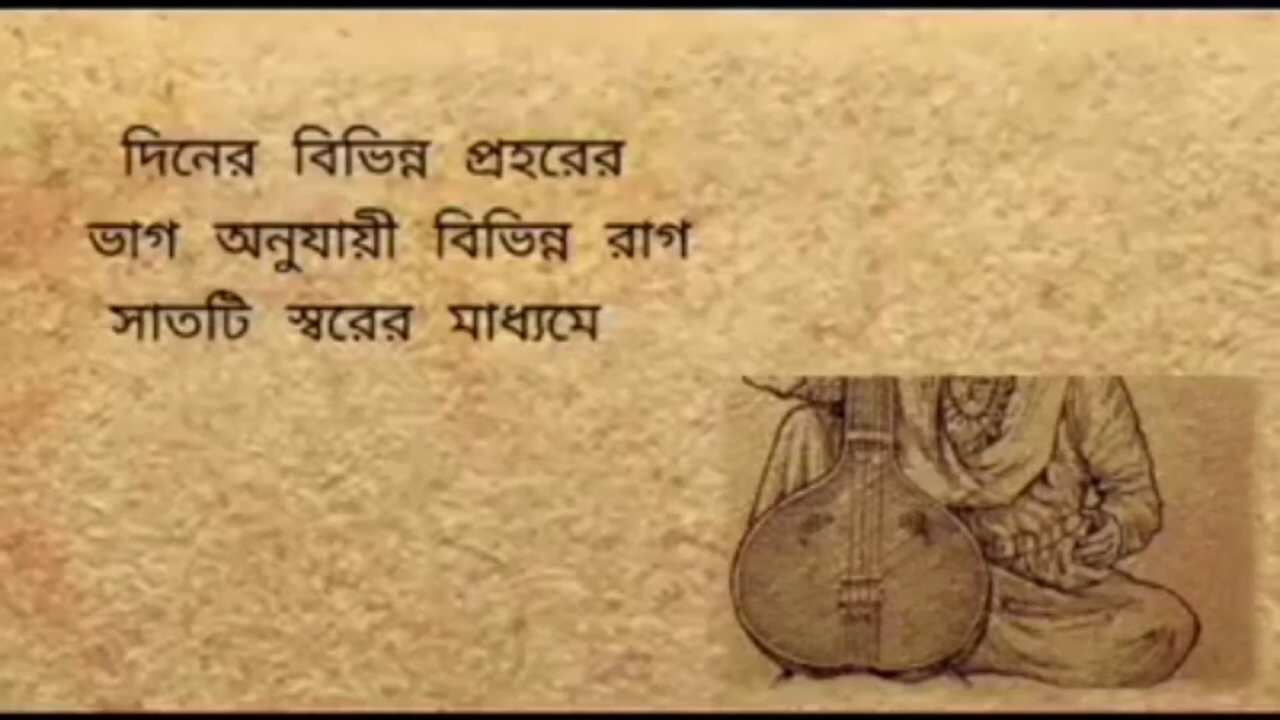 দিনের বিভিন্ন প্রহরের
ভাগ অনুযায়ী বিভিন্ন রাগ
সাতটি স্বরের মাধ্যমে